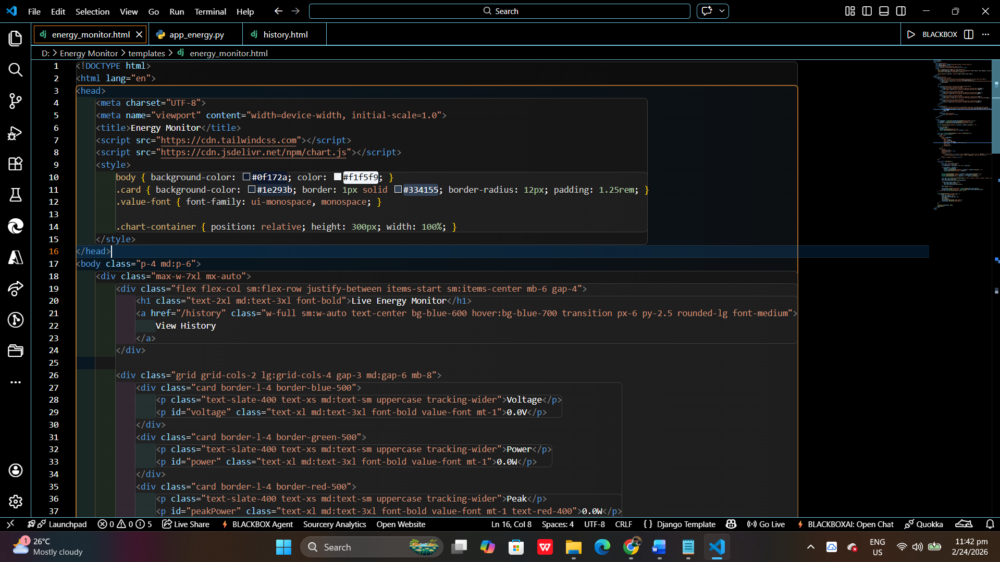 File Edit Selection View Go Run Terminal Help
Search
energy_monitor.html
app_energy.py
history.html
BLACKBOX
D: > Energy Monitor > templates > energy_monitor.html
1 <!DOCTYPE html>
2 <html lang="en">
3 <head>
4 <meta charset="UTF-8">
5 <meta name="viewport" content="width=device-width, initial-scale=1.0">
6 <title>Energy Monitor</title>
7 <script src="https://cdn.tailwindcss.com"></script>
8 <script src="https://cdn.jsdelivr.net/npm/chart.js"></script>
9 <style>
10 body { background-color: #0f172a; color: #f1f5f9; }
11 .card { background-color: #1e293b; border: 1px solid #334155; border-radius: 12px; padding: 1.25rem; }
12 .value-font { font-family: ui-monospace, monospace; }
13
14 .chart-container { position: relative; height: 300px; width: 100%; }
15 </style>
16 </head>
17 <body class="p-4 md:p-6">
18 <div class="max-w-7xl mx-auto">
19 <div class="flex flex-col sm:flex-row justify-between items-start sm:items-center mb-6 gap-4">
20 <h1 class="text-2xl md:text-3xl font-bold">Live Energy Monitor</h1>
21 <a href="/history" class="w-full sm:w-auto text-center bg-blue-600 hover:bg-blue-700 transition px-6 py-2.5 rounded-lg font-medium">
22 View History
23 </a>
24 </div>
25
26 <div class="grid grid-cols-2 lg:grid-cols-4 gap-3 md:gap-6 mb-8">
27 <div class="card border-l-4 border-blue-500">
28 <p class="text-slate-400 text-xs md:text-sm uppercase tracking-wider">Voltage</p>
29 <p id="voltage" class="text-xl md:text-3xl font-bold value-font mt-1">0.0V</p>
30 </div>
31 <div class="card border-l-4 border-green-500">
32 <p class="text-slate-400 text-xs md:text-sm uppercase tracking-wider">Power</p>
33 <p id="power" class="text-xl md:text-3xl font-bold value-font mt-1">0.0W</p>
34 </div>
35 <div class="card border-l-4 border-red-500">
36 <p class="text-slate-400 text-xs md:text-sm uppercase tracking-wider">Peak</p>
37 <p id="peakPower" class="text-xl md:text-3xl font-bold value-font mt-1 text-red-400">0.0W</p>
Launchpad 0 0 5 Live Share BLACKBOX Agent Sourcery Analytics Open Website Ln 16, Col 8 Spaces: 4 UTF-8 CRLF {} Django Template Go Live BLACKBOXAI: Open Chat Quokka
1
26°C
Mostly cloudy
Search
ENG
US
11:42 pm
2/24/2026